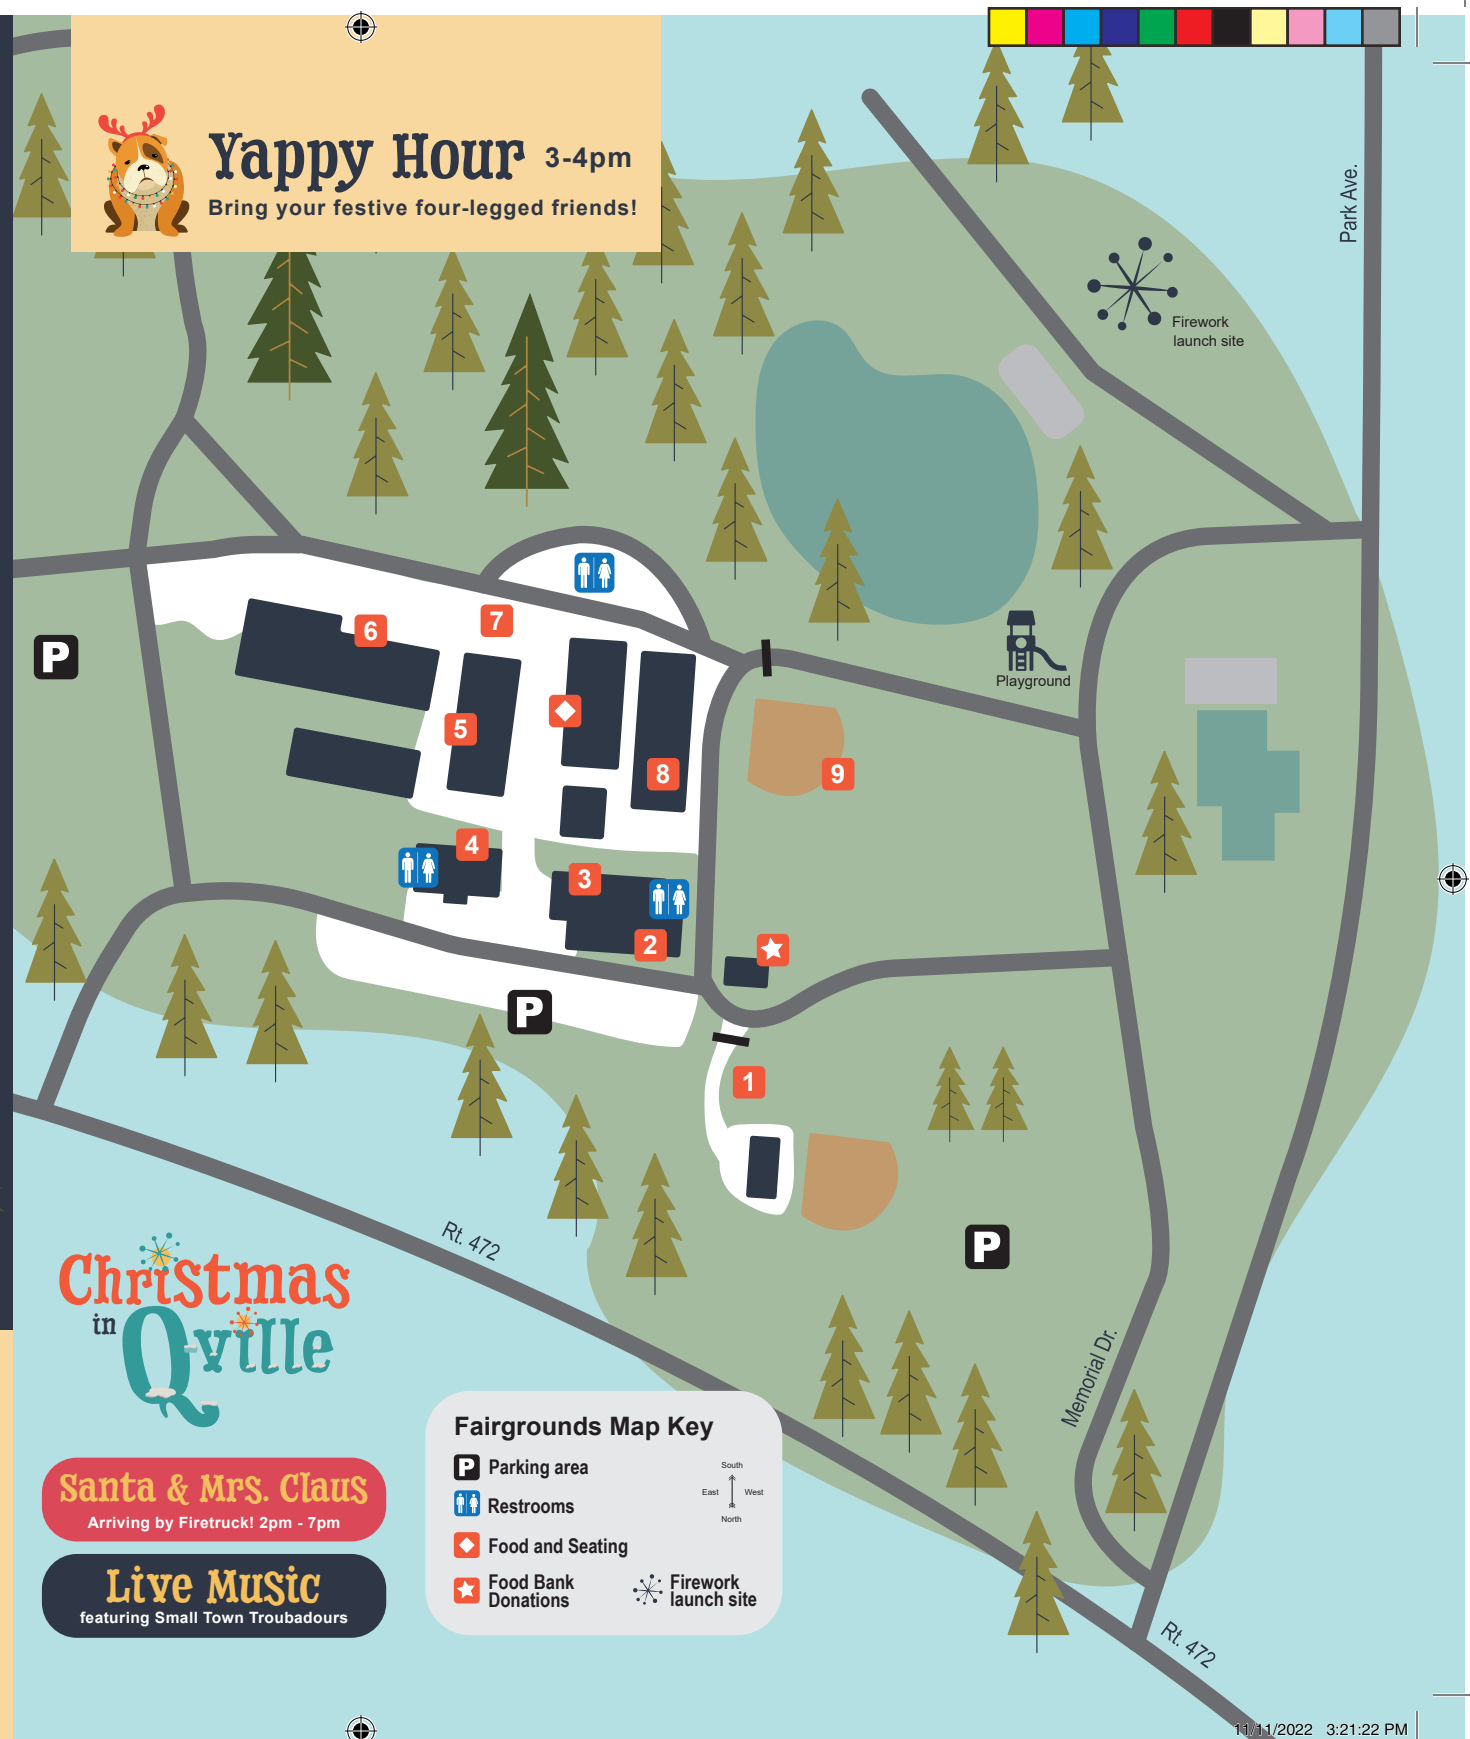 Yappy Hour 3-4pm
Bring your festive four-legged friends!
Park Ave.
Firework
launch site
P
6
7
5
8
9
Playground
4
3
2
P
1
Rt. 472
P
Memorial Dr.
Christmas
in Qville
Santa & Mrs. Claus
Arriving by Firetruck! 2pm - 7pm
Live Music
featuring Small Town Troubadours
Fairgrounds Map Key
P Parking area
Restrooms
Food and Seating
Food Bank
Donations
Firework
launch site
South
East West
North
Rt. 472
11/11/2022 3:21:22 PM